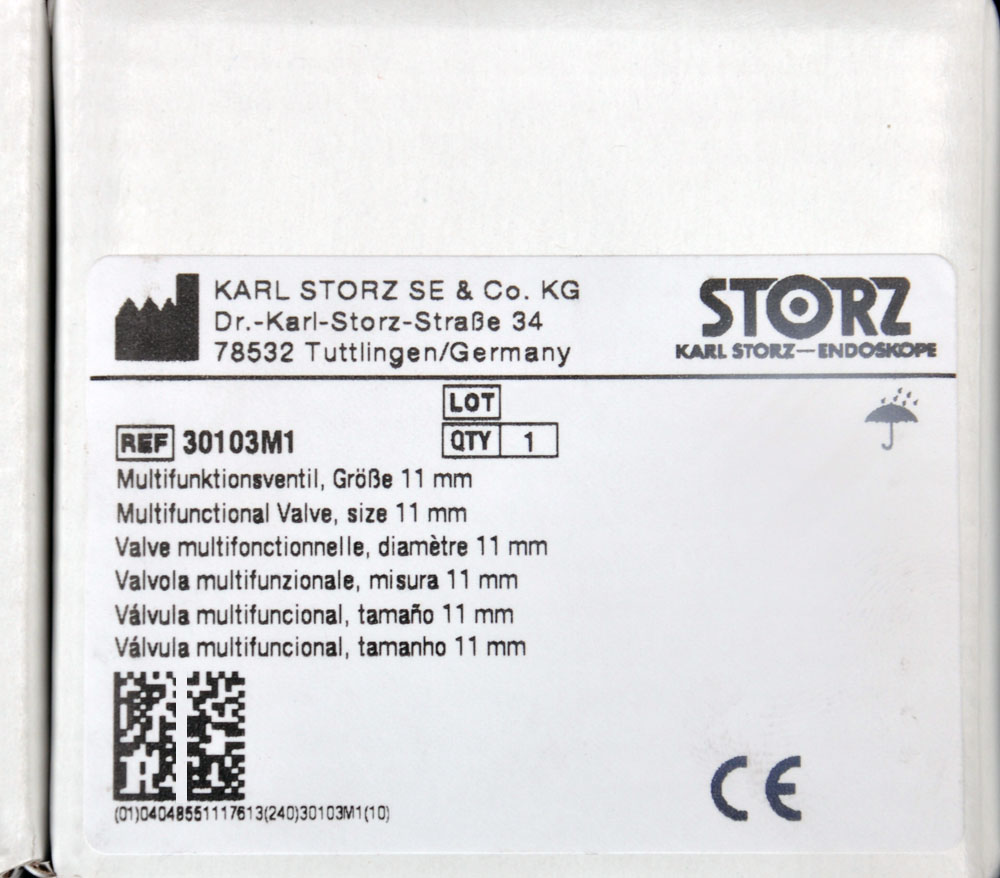 KARL STORZ SE & Co. KG
Dr.-Karl-Storz-Straße 34
78532 Tuttlingen/Germany
STORZ
KARL STORZ—ENDOSKOPE
LOT
REF 30103M1
QTY 1
Multifunktionsventil, Größe 11 mm
Multifunctional Valve, size 11 mm
Valve multifonctionnelle, diamètre 11 mm
Valvola multifunzionale, misura 11 mm
Válvula multifuncional, tamaño 11 mm
Válvula multifuncional, tamanho 11 mm
(01)04048551117613(240)30103M1(10)
CE